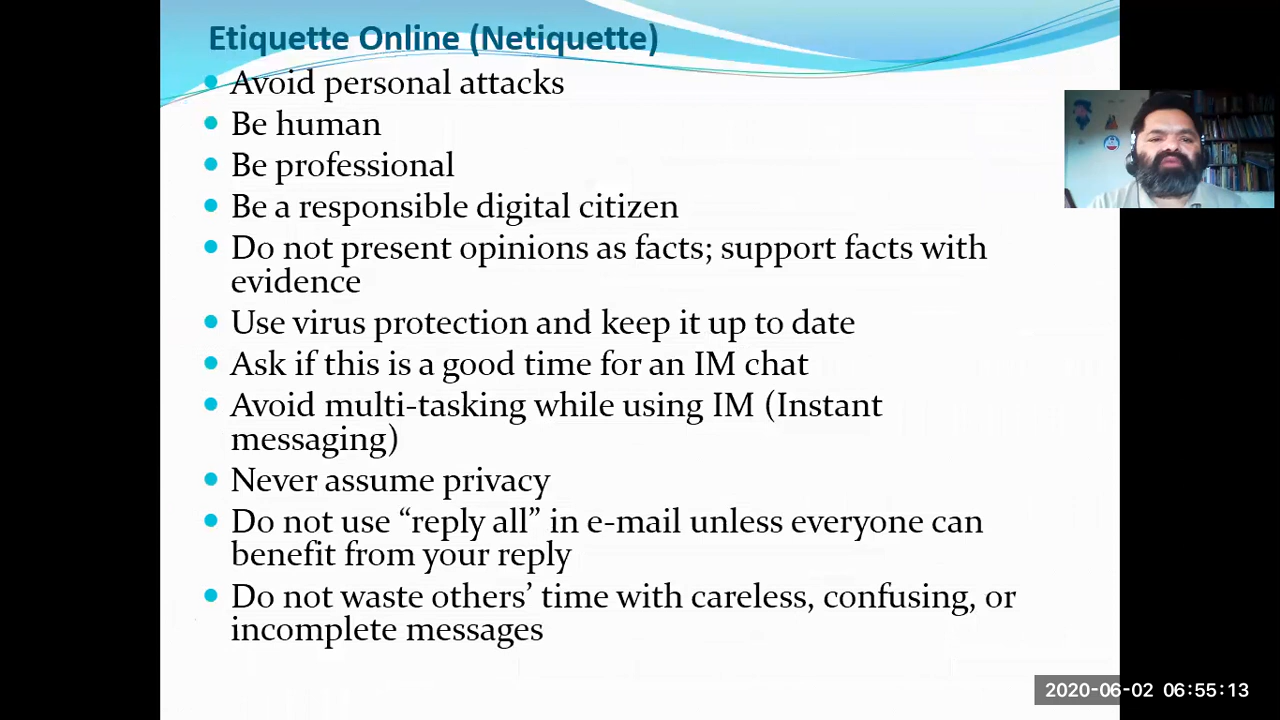 Etiquette Online (Netiquette)
• Avoid personal attacks
• Be human
• Be professional
• Be a responsible digital citizen
• Do not present opinions as facts; support facts with
evidence
• Use virus protection and keep it up to date
• Ask if this is a good time for an IM chat
• Avoid multi-tasking while using IM (Instant
messaging)
• Never assume privacy
• Do not use “reply all” in e-mail unless everyone can
benefit from your reply
• Do not waste others’ time with careless, confusing, or
incomplete messages
2020-06-02 06:55:13